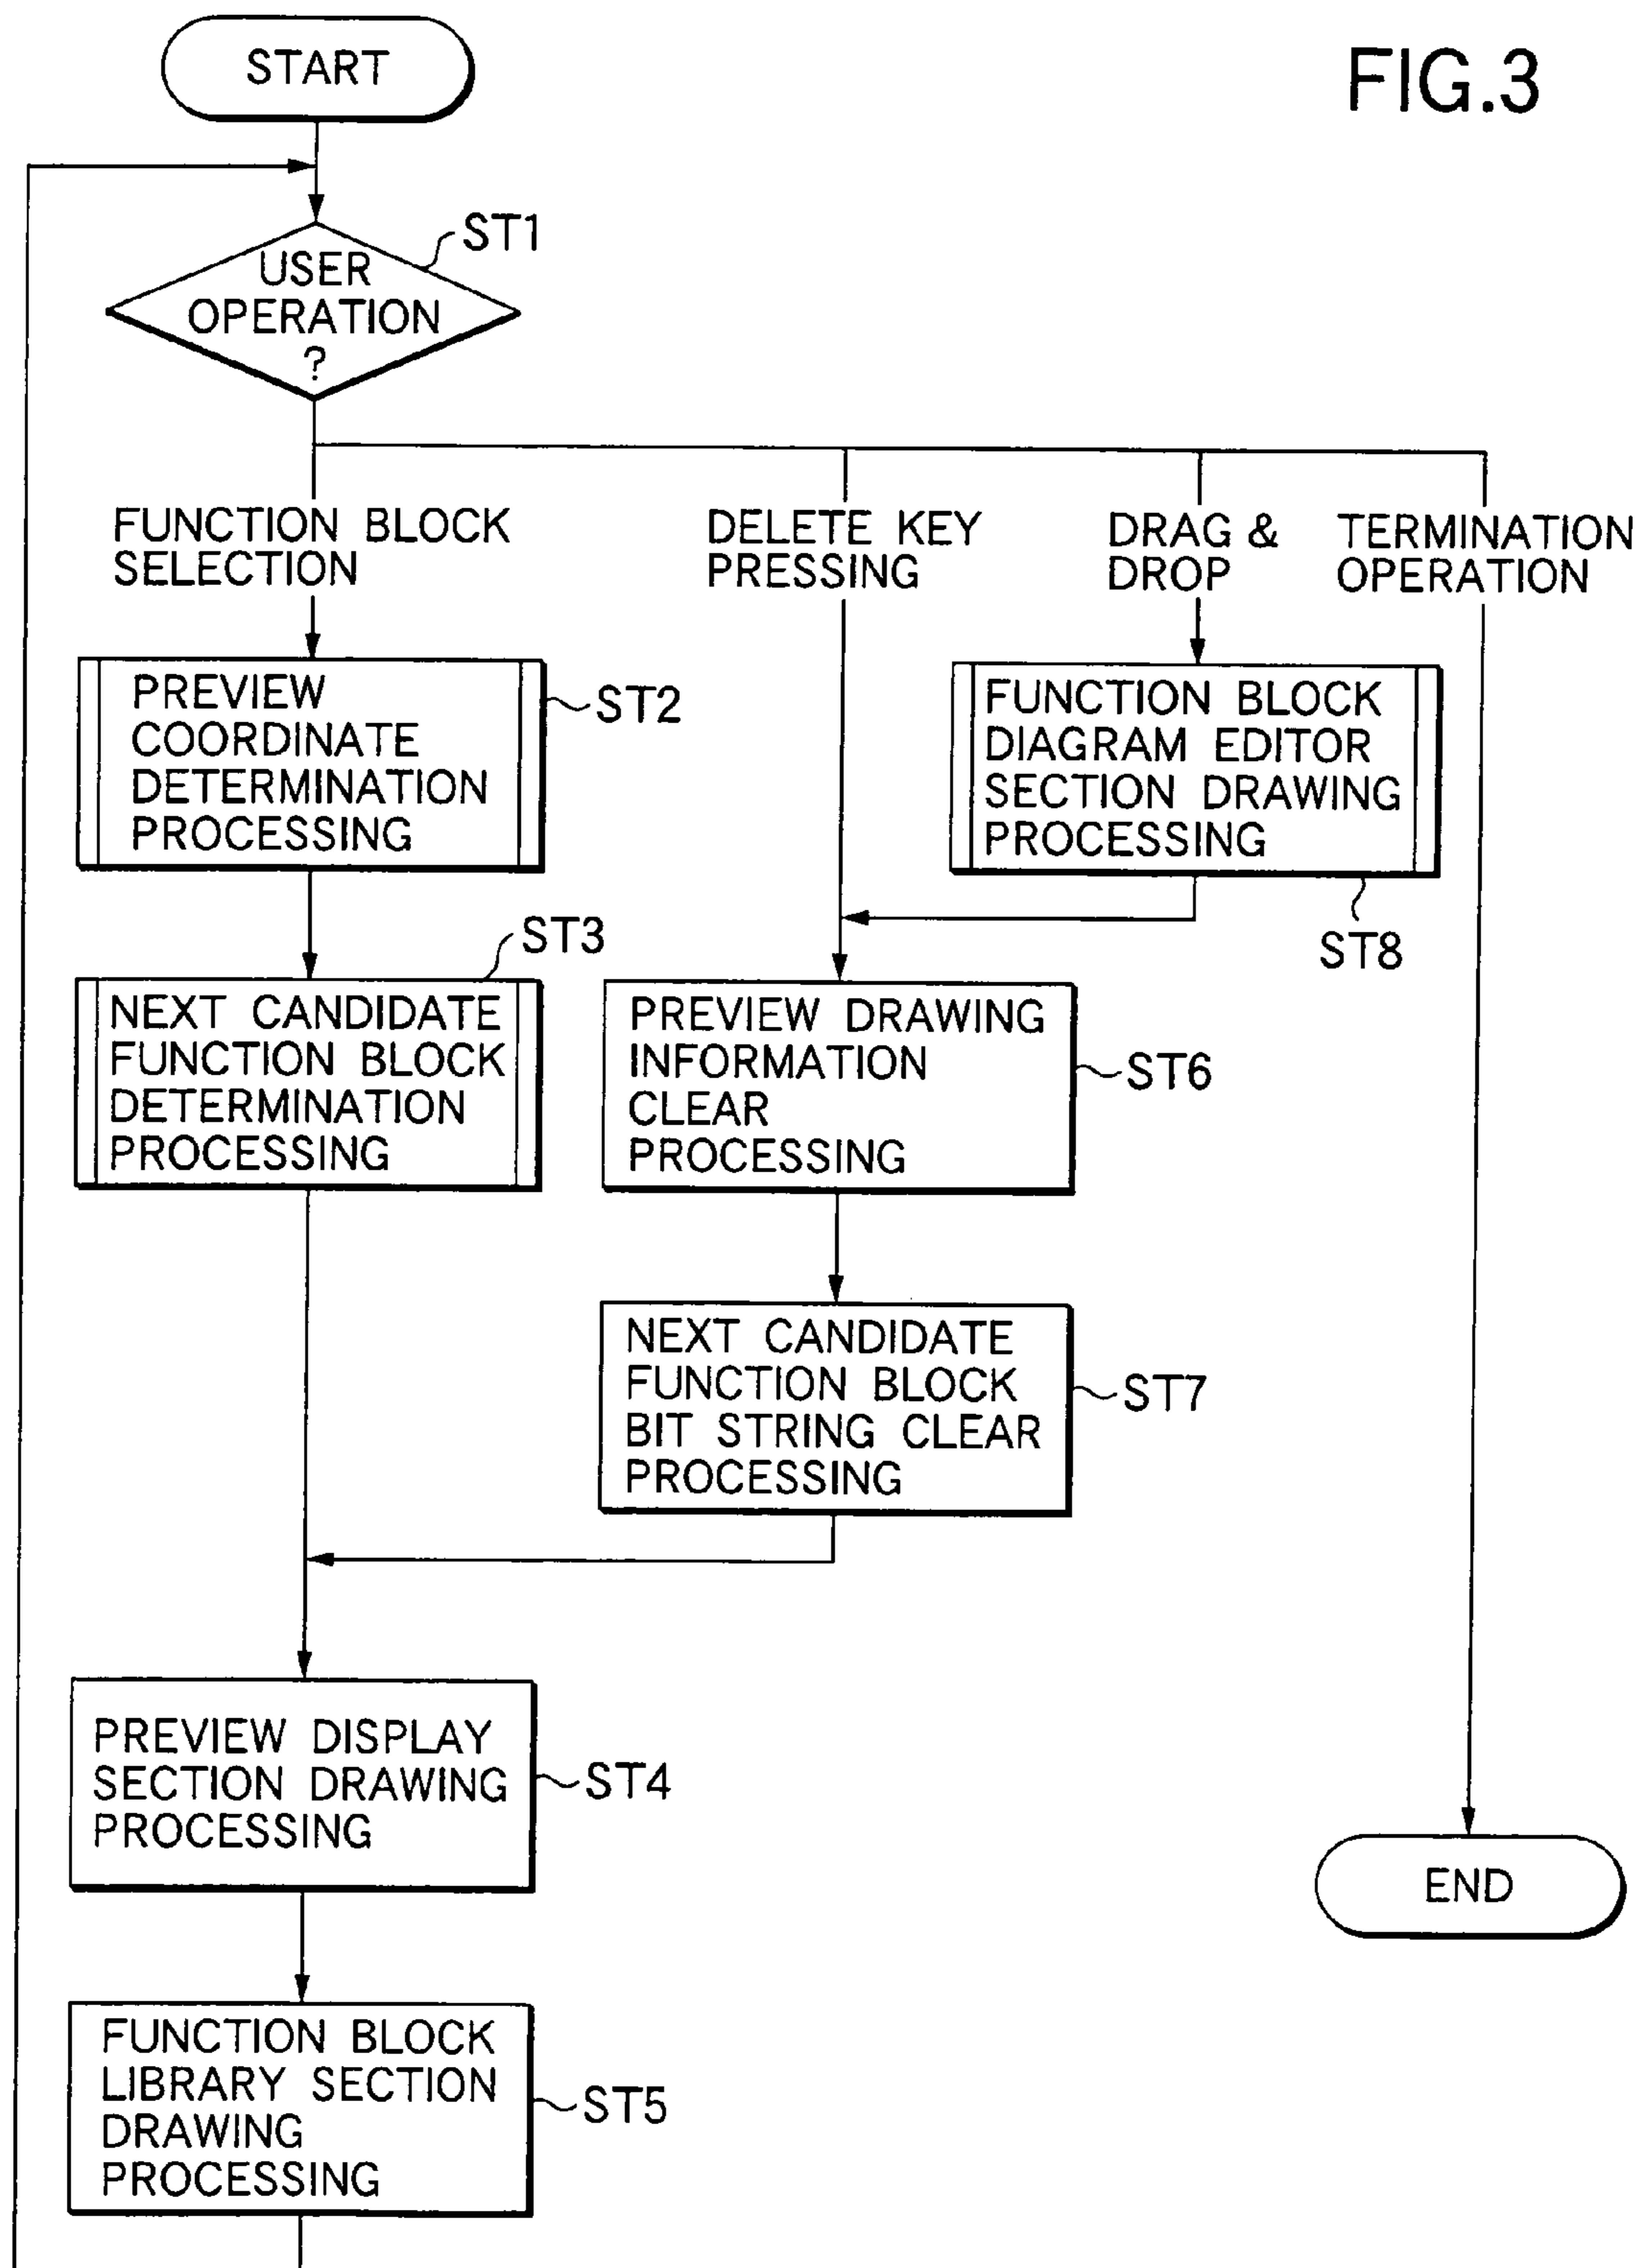 START
FIG.3
ST1
USER
OPERATION
?
FUNCTION BLOCK
SELECTION
DELETE KEY
PRESSING
DRAG &
DROP
TERMINATION
OPERATION
PREVIEW
COORDINATE
DETERMINATION
PROCESSING
ST2
FUNCTION BLOCK
DIAGRAM EDITOR
SECTION DRAWING
PROCESSING
ST8
ST3
NEXT CANDIDATE
FUNCTION BLOCK
DETERMINATION
PROCESSING
PREVIEW DRAWING
INFORMATION
CLEAR
PROCESSING
ST6
NEXT CANDIDATE
FUNCTION BLOCK
BIT STRING CLEAR
PROCESSING
ST7
PREVIEW DISPLAY
SECTION DRAWING
PROCESSING
ST4
END
FUNCTION BLOCK
LIBRARY SECTION
DRAWING
PROCESSING
ST5